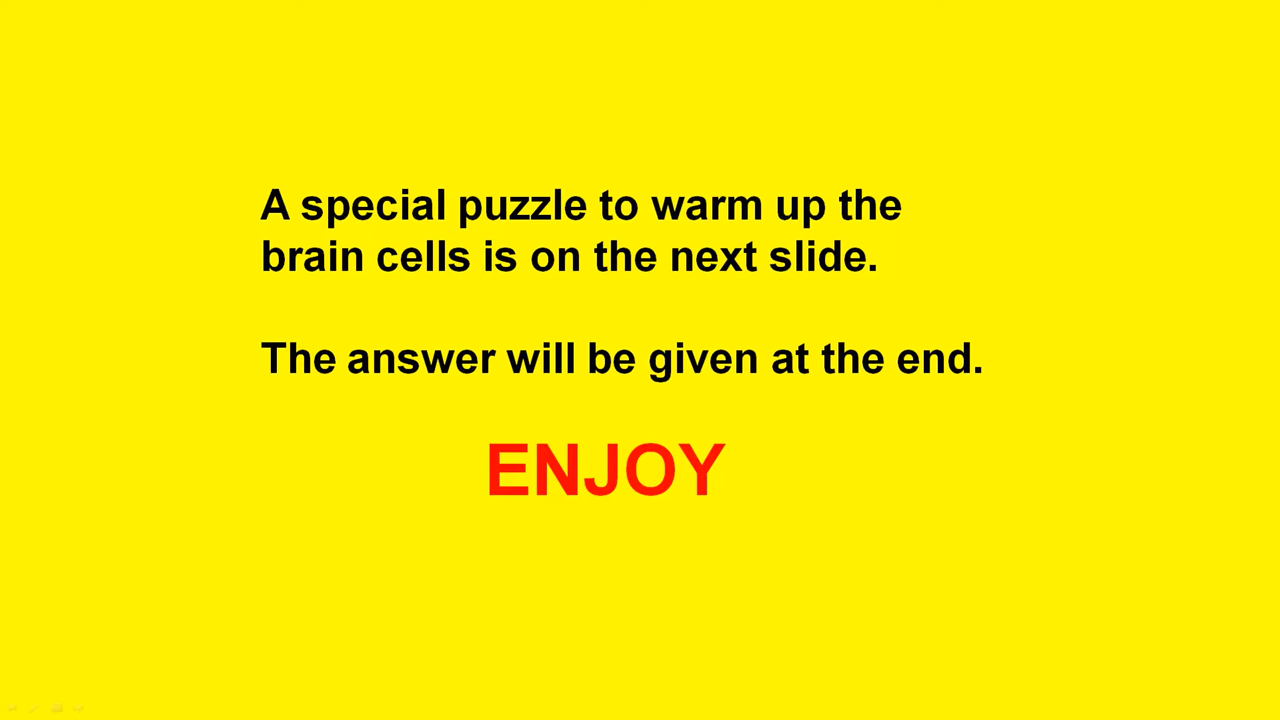 A special puzzle to warm up the
brain cells is on the next slide.
The answer will be given at the end.
ENJOY